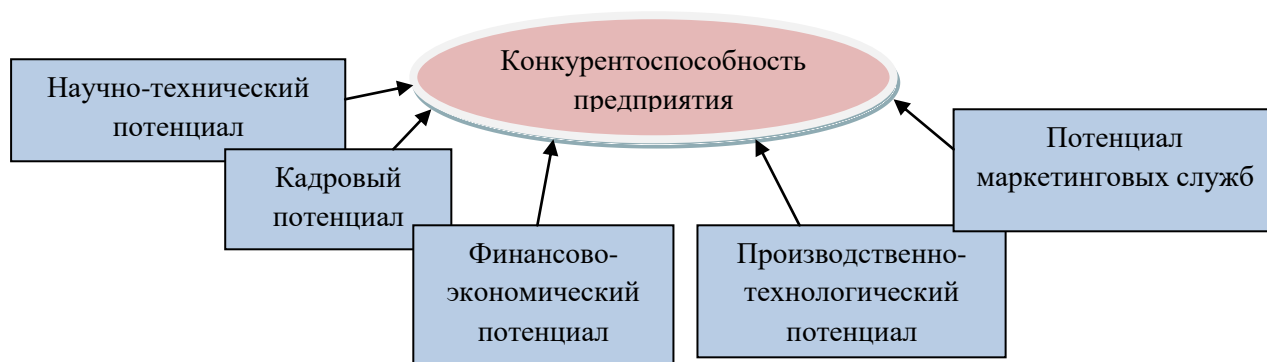 Конкурентоспособность
предприятия
Научно-технический
потенциал
Кадровый
потенциал
Финансово-
экономический
потенциал
Производственно-
технологический
потенциал
Потенциал
маркетинговых служб